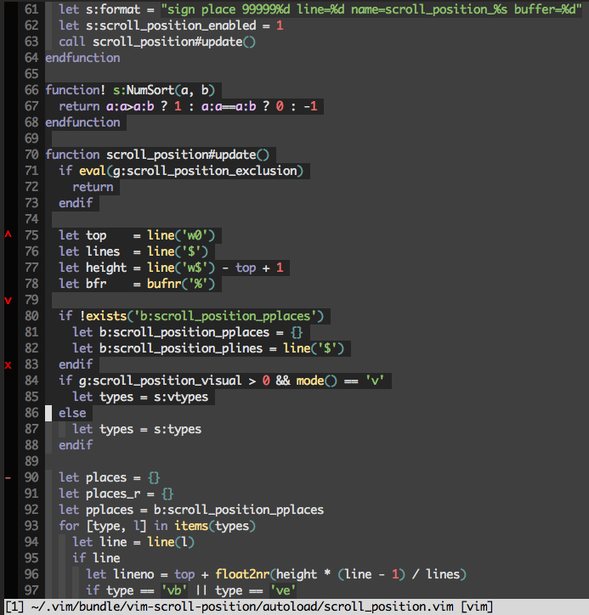 61   let s:format = "sign place 99999%d line=%d name=scroll_position_%s buffer=%d"
62   let s:scroll_position_enabled = 1
63   call scroll_position#update()
64 endfunction
65
66 function! s:NumSort(a, b)
67   return a:a>a:b ? 1 : a:a==a:b ? 0 : -1
68 endfunction
69
70 function scroll_position#update()
71   if eval(g:scroll_position_exclusion)
72     return
73   endif
74
^ 75   let top    = line('w0')
76   let lines  = line('$')
77   let height = line('w$') - top + 1
78   let bfr    = bufnr('%')
v 79
80   if !exists('b:scroll_position_pplaces')
81     let b:scroll_position_pplaces = {}
82     let b:scroll_position_plines = line('$')
x 83   endif
84   if g:scroll_position_visual > 0 && mode() == 'v'
85     let types = s:vtypes
86   else
87     let types = s:types
88   endif
89
- 90   let places = {}
91   let places_r = {}
92   let pplaces = b:scroll_position_pplaces
93   for [type, l] in items(types)
94     let line = line(l)
95     if line
96       let lineno = top + float2nr(height * (line - 1) / lines)
97       if type == 'vb' || type == 've'
[1] ~/.vim/bundle/vim-scroll-position/autoload/scroll_position.vim [vim]